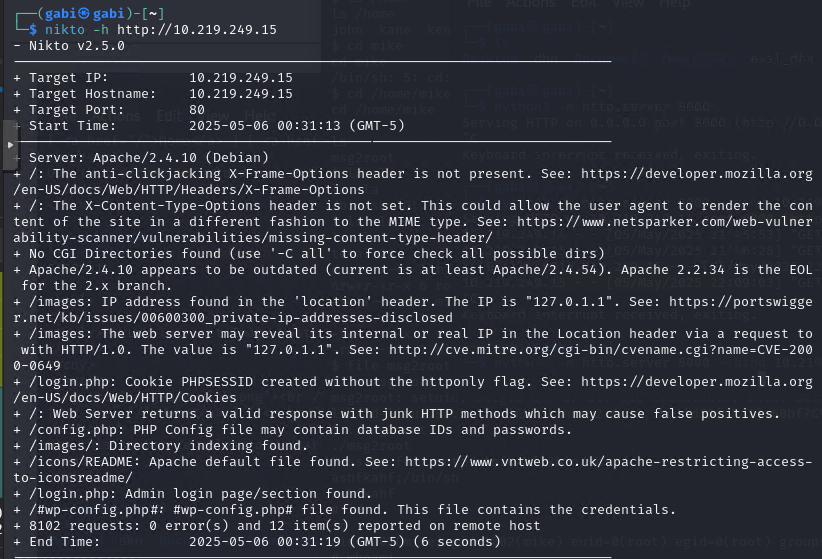 ┌──(gabi㉿gabi)-[~]
└─$ nikto -h http://10.219.249.15
- Nikto v2.5.0
---------------------------------------------------------------------------
+ Target IP:          10.219.249.15
+ Target Hostname:    10.219.249.15
+ Target Port:        80
+ Start Time:         2025-05-06 00:31:13 (GMT-5)
---------------------------------------------------------------------------
+ Server: Apache/2.4.10 (Debian)
+ /: The anti-clickjacking X-Frame-Options header is not present. See: https://developer.mozilla.org
/en-US/docs/Web/HTTP/Headers/X-Frame-Options
+ /: The X-Content-Type-Options header is not set. This could allow the user agent to render the con
tent of the site in a different fashion to the MIME type. See: https://www.netsparker.com/web-vulner
ability-scanner/vulnerabilities/missing-content-type-header/
+ No CGI Directories found (use '-C all' to force check all possible dirs)
+ Apache/2.4.10 appears to be outdated (current is at least Apache/2.4.54). Apache 2.2.34 is the EOL
 for the 2.x branch.
+ /images: IP address found in the 'location' header. The IP is "127.0.1.1". See: https://portswigge
r.net/kb/issues/00600300_private-ip-addresses-disclosed
+ /images: The web server may reveal its internal or real IP in the Location header via a request to
 with HTTP/1.0. The value is "127.0.1.1". See: http://cve.mitre.org/cgi-bin/cvename.cgi?name=CVE-200
0-0649
+ /login.php: Cookie PHPSESSID created without the httponly flag. See: https://developer.mozilla.org
/en-US/docs/Web/HTTP/Cookies
+ /: Web Server returns a valid response with junk HTTP methods which may cause false positives.
+ /config.php: PHP Config file may contain database IDs and passwords.
+ /images/: Directory indexing found.
+ /icons/README: Apache default file found. See: https://www.vntweb.co.uk/apache-restricting-access-
to-iconsreadme/
+ /login.php: Admin login page/section found.
+ /#wp-config.php#: #wp-config.php# file found. This file contains the credentials.
+ 8102 requests: 0 error(s) and 12 item(s) reported on remote host
+ End Time:           2025-05-06 00:31:19 (GMT-5) (6 seconds)
---------------------------------------------------------------------------